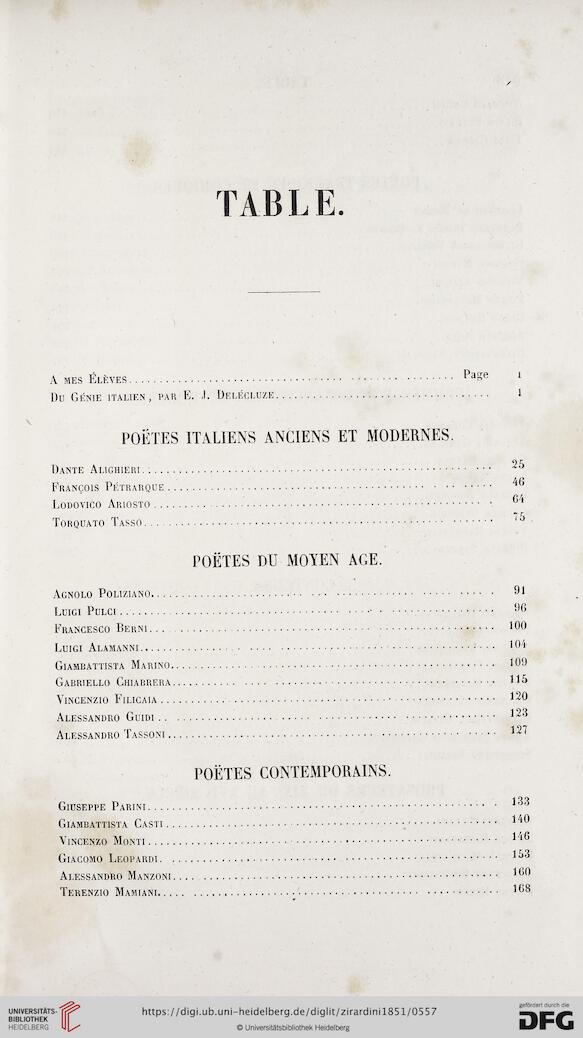 TABLE.
A MES ÉLÈVES Page 1
DU GÉNIE ITALIEN, PAR E. J. DELÉCLUZE 1
POËTES ITALIENS ANCIENS ET MODERNES.
DANTE ALIGHIERI 25
FRANÇOIS PÉTRARQUE 46
LODOVICO ARIOSTO 64
TORQUATO TASSO 75
POËTES DU MOYEN AGE.
AGNOLO POLIZIANO 91
LUIGI PULCI 96
FRANCESCO BERNI 100
LUIGI ALAMANNI 104
GIAMBATTISTA MARINO 109
GABRIELLO CHIABRERA 115
VINCENZIO FILICAIA 120
ALESSANDRO GUIDI 123
ALESSANDRO TASSONI 127
POËTES CONTEMPORAINS.
GIUSEPPE PARINI 133
GIAMBATTISTA CASTI 140
VINCENZO MONTI 146
GIACOMO LEOPARDI 153
ALESSANDRO MANZONI 160
TERENZIO MAMIANI 168
UNIVERSITÄTS-
BIBLIOTHEK
HEIDELBERG
https://digi.ub.uni-heidelberg.de/diglit/zirardini1851/0557
© Universitätsbibliothek Heidelberg
gefördert durch die
DFG